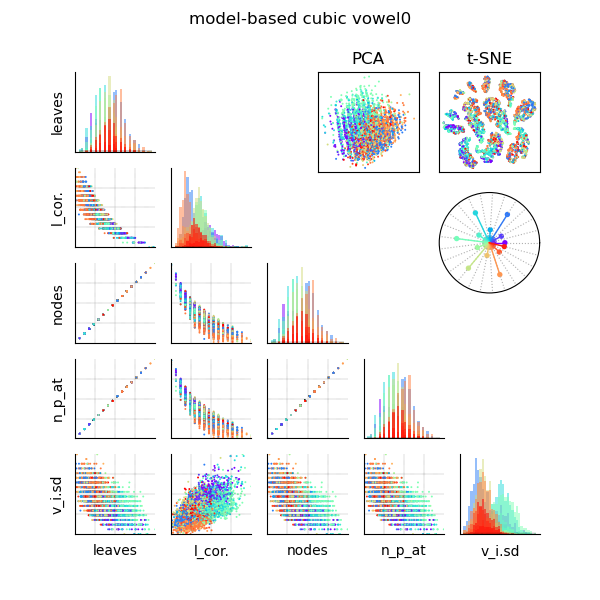 model-based cubic vowel0
PCA
t-SNE
leaves
l_cor.
nodes
n_p_at
v_i.sd
leaves
l_cor.
nodes
n_p_at
v_i.sd